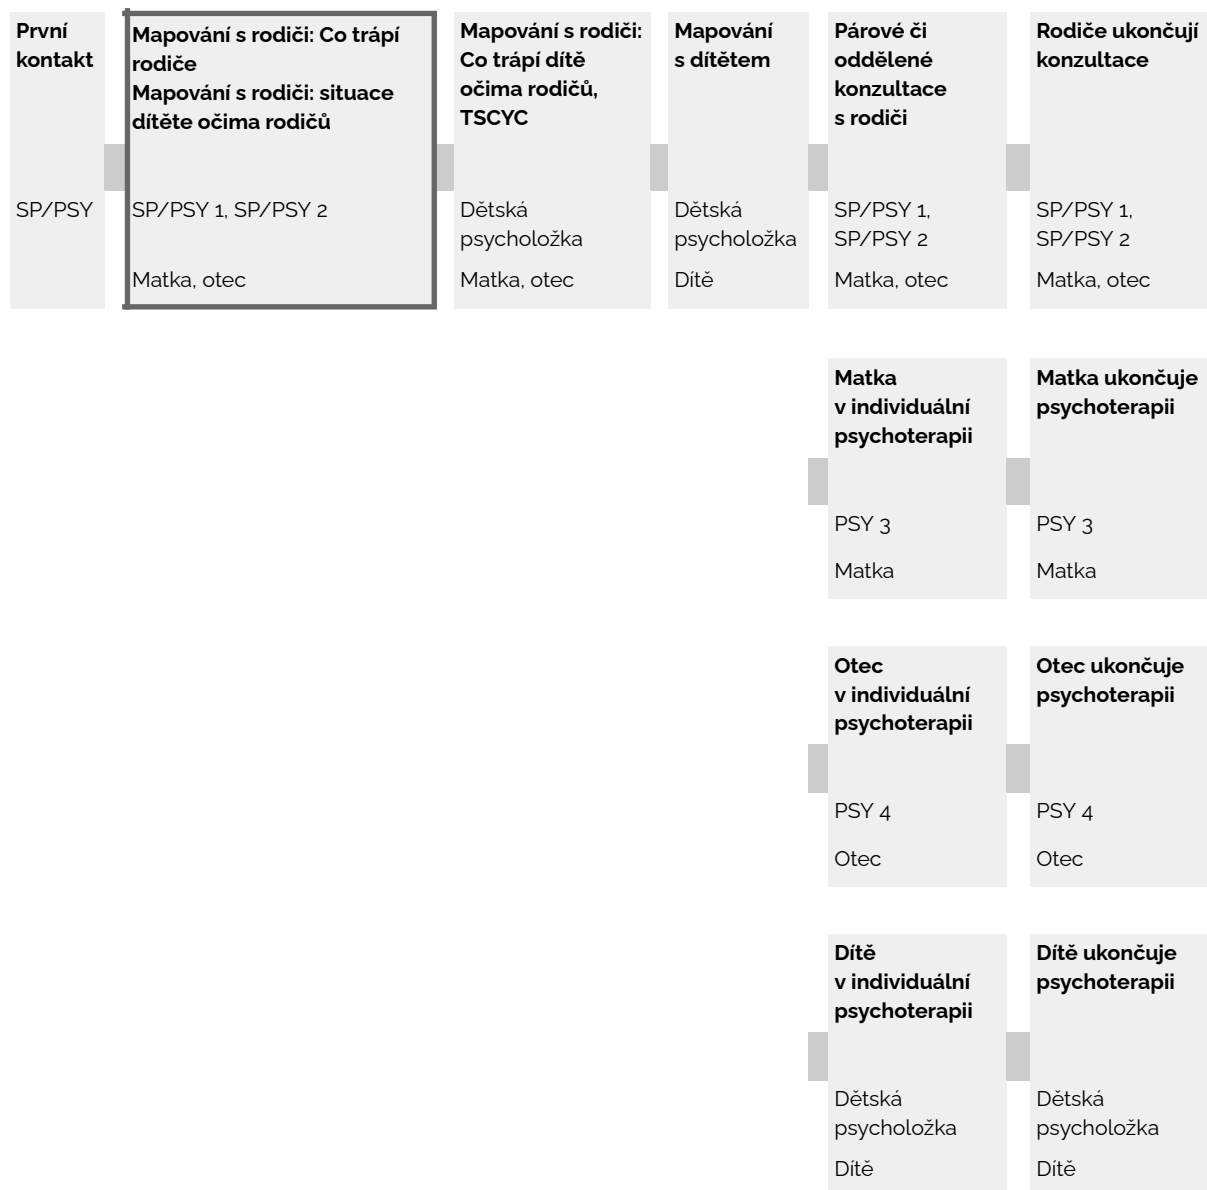 První
kontakt
SP/PSY
Mapování s rodiči: Co trápí
rodiče
Mapování s rodiči: situace
dítěte očima rodičů
SP/PSY 1, SP/PSY 2
Matka, otec
Mapování s rodiči:
Co trápí dítě
očima rodičů,
TSCYC
Dětská
psycholožka
Matka, otec
Mapování
s dítětem
Dětská
psycholožka
Dítě
Párové či
oddělené
konzultace
s rodiči
SP/PSY 1,
SP/PSY 2
Matka, otec
Rodiče ukončují
konzultace
SP/PSY 1,
SP/PSY 2
Matka, otec
Matka
v individuální
psychoterapii
PSY 3
Matka
Matka ukončuje
psychoterapii
PSY 3
Matka
Otec
v individuální
psychoterapii
PSY 4
Otec
Otec ukončuje
psychoterapii
PSY 4
Otec
Dítě
v individuální
psychoterapii
Dětská
psycholožka
Dítě
Dítě ukončuje
psychoterapii
Dětská
psycholožka
Dítě